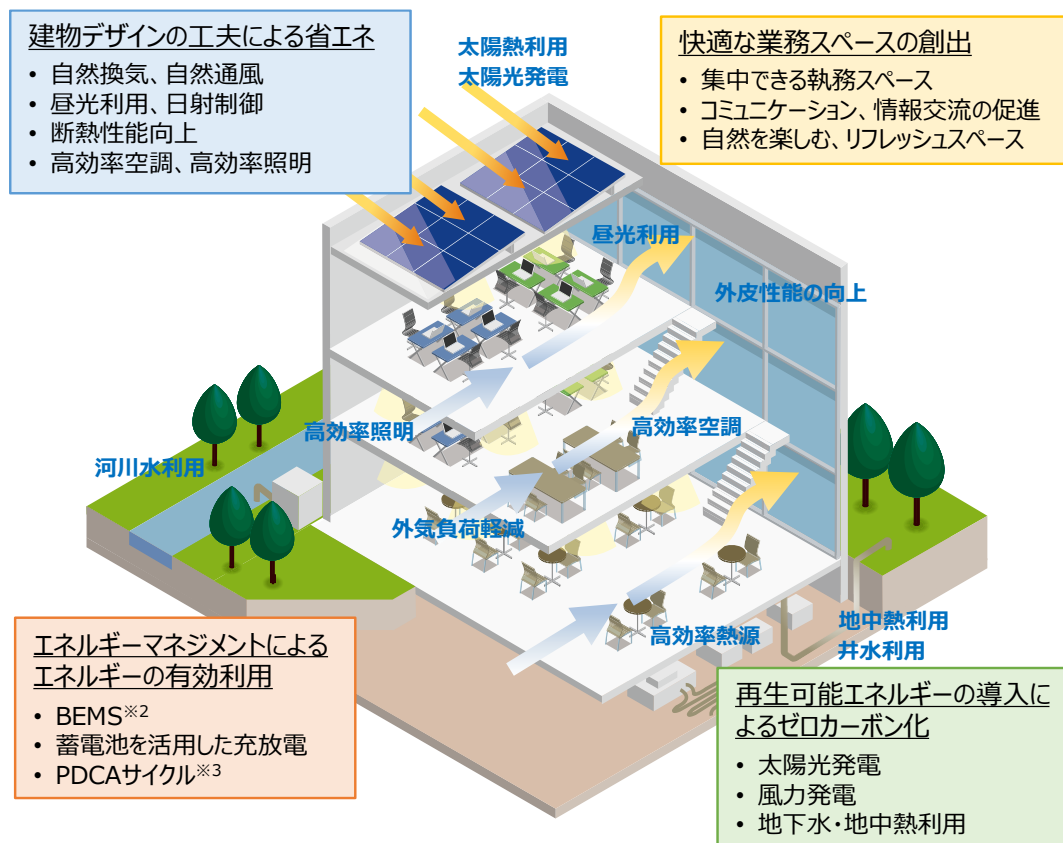 建物デザインの工夫による省エネ
• 自然換気、自然通風
• 昼光利用、日射制御
• 断熱性能向上
• 高効率空調、高効率照明
太陽熱利用
太陽光発電
快適な業務スペースの創出
• 集中できる執務スペース
• コミュニケーション、情報交流の促進
• 自然を楽しむ、リフレッシュスペース
昼光利用
外皮性能の向上
高効率照明
高効率空調
河川水利用
外気負荷軽減
高効率熱源
地中熱利用
井水利用
エネルギーマネジメントによる
エネルギーの有効利用
• BEMS※2
• 蓄電池を活用した充放電
• PDCAサイクル※3
再生可能エネルギーの導入に
よるゼロカーボン化
• 太陽光発電
• 風力発電
• 地下水・地中熱利用